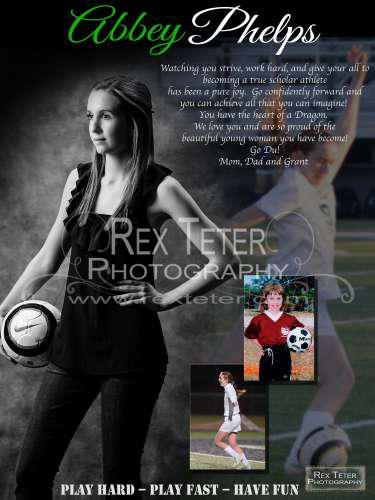 Abbey Phelps
Watching you strive, work hard, and give your all to
becoming a true scholar athlete
has been a pure joy. Go confidently forward and
you can achieve all that you can imagine!
You have the heart of a Dragon.
We love you and are so proud of the
beautiful young woman you have become!
Go Du!
Mom, Dad and Grant
Rex Teter
Photography
www.rexteter.com
Rex Teter
Photography
PLAY HARD – PLAY FAST – HAVE FUN